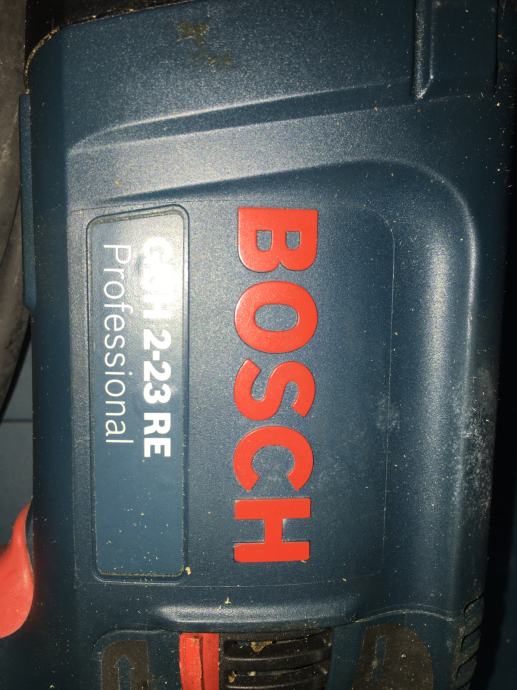 BOSCH
2-23 RE
Professional